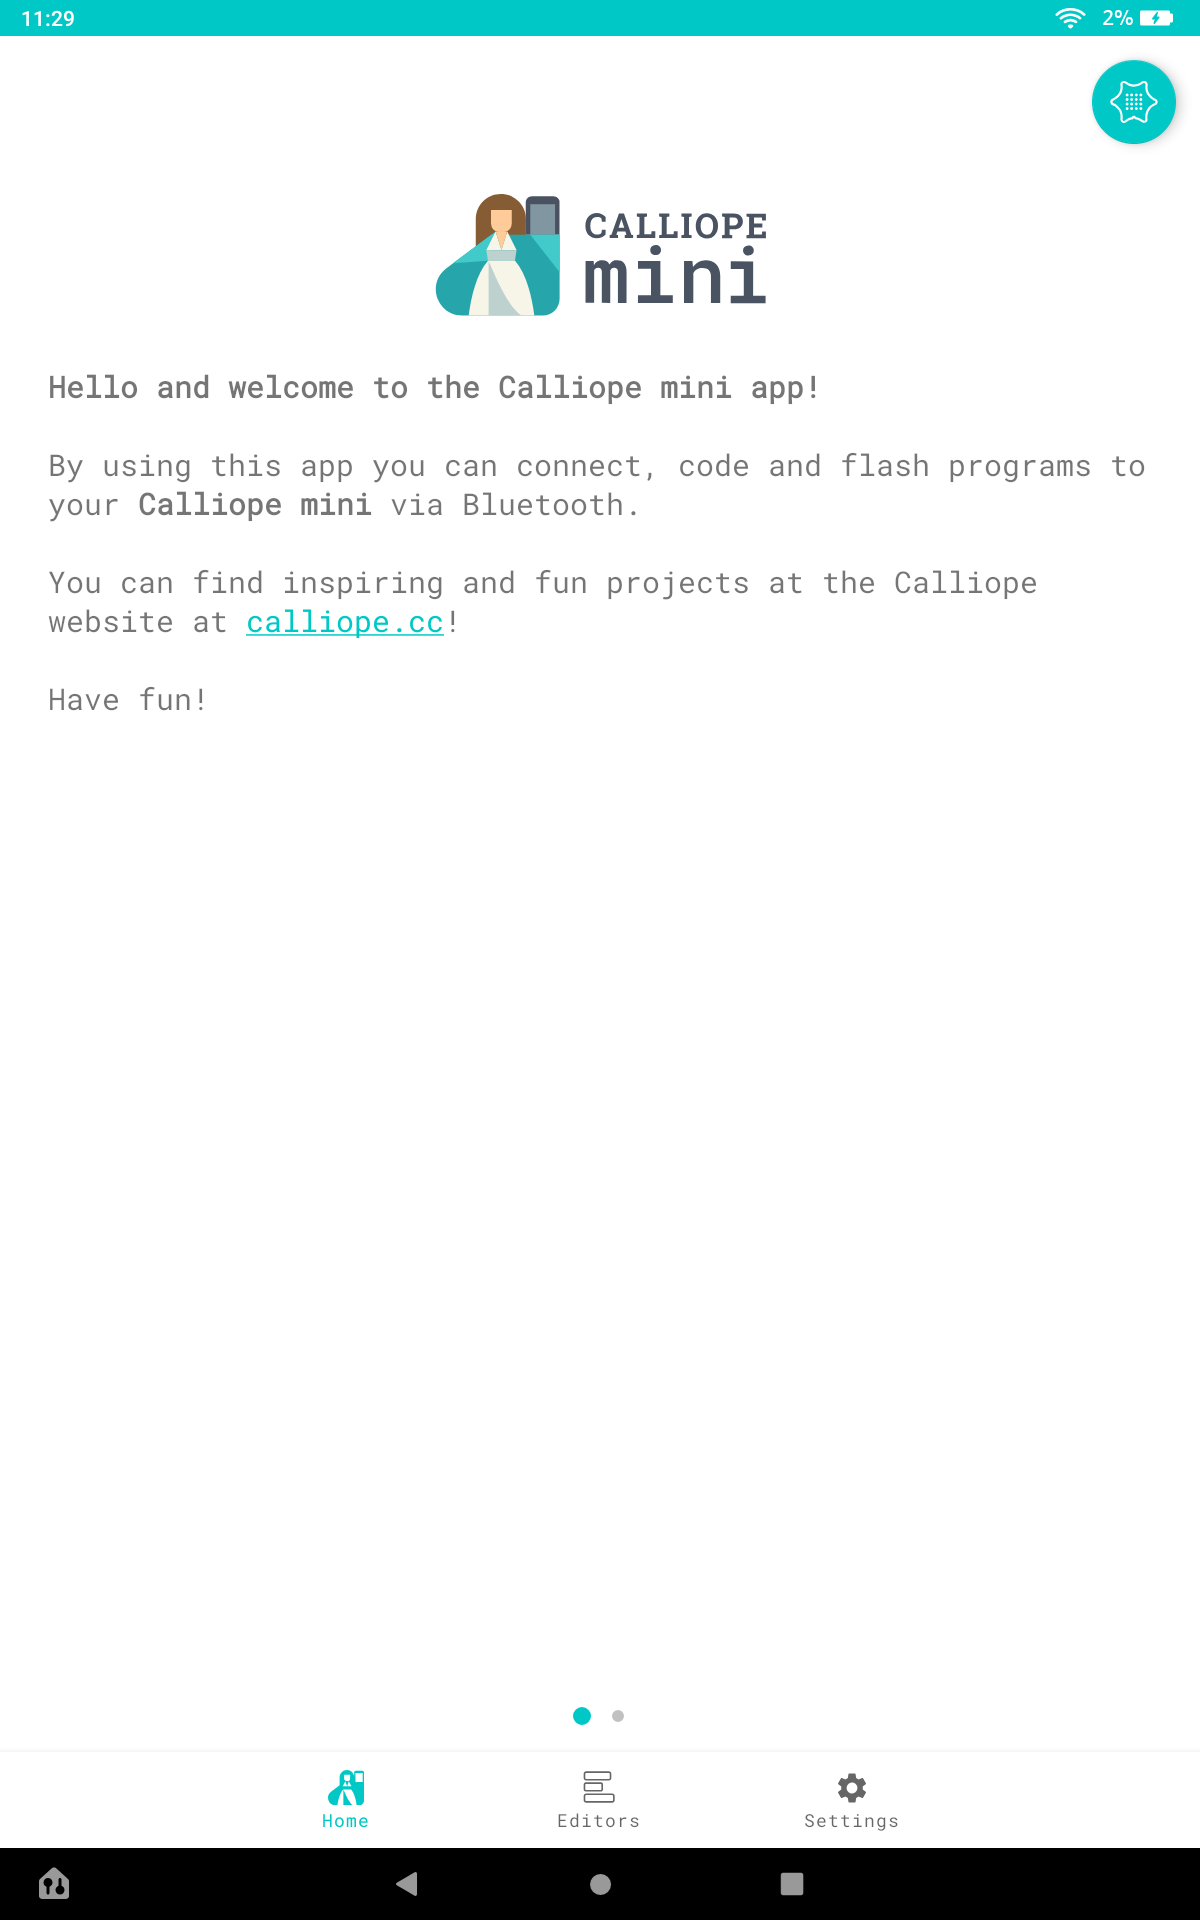 11:29
2%
CALLIOPE
mini
Hello and welcome to the Calliope mini app!
By using this app you can connect, code and flash programs to
your Calliope mini via Bluetooth.
You can find inspiring and fun projects at the Calliope
website at calliope.cc!
Have fun!
Home
Editors
Settings